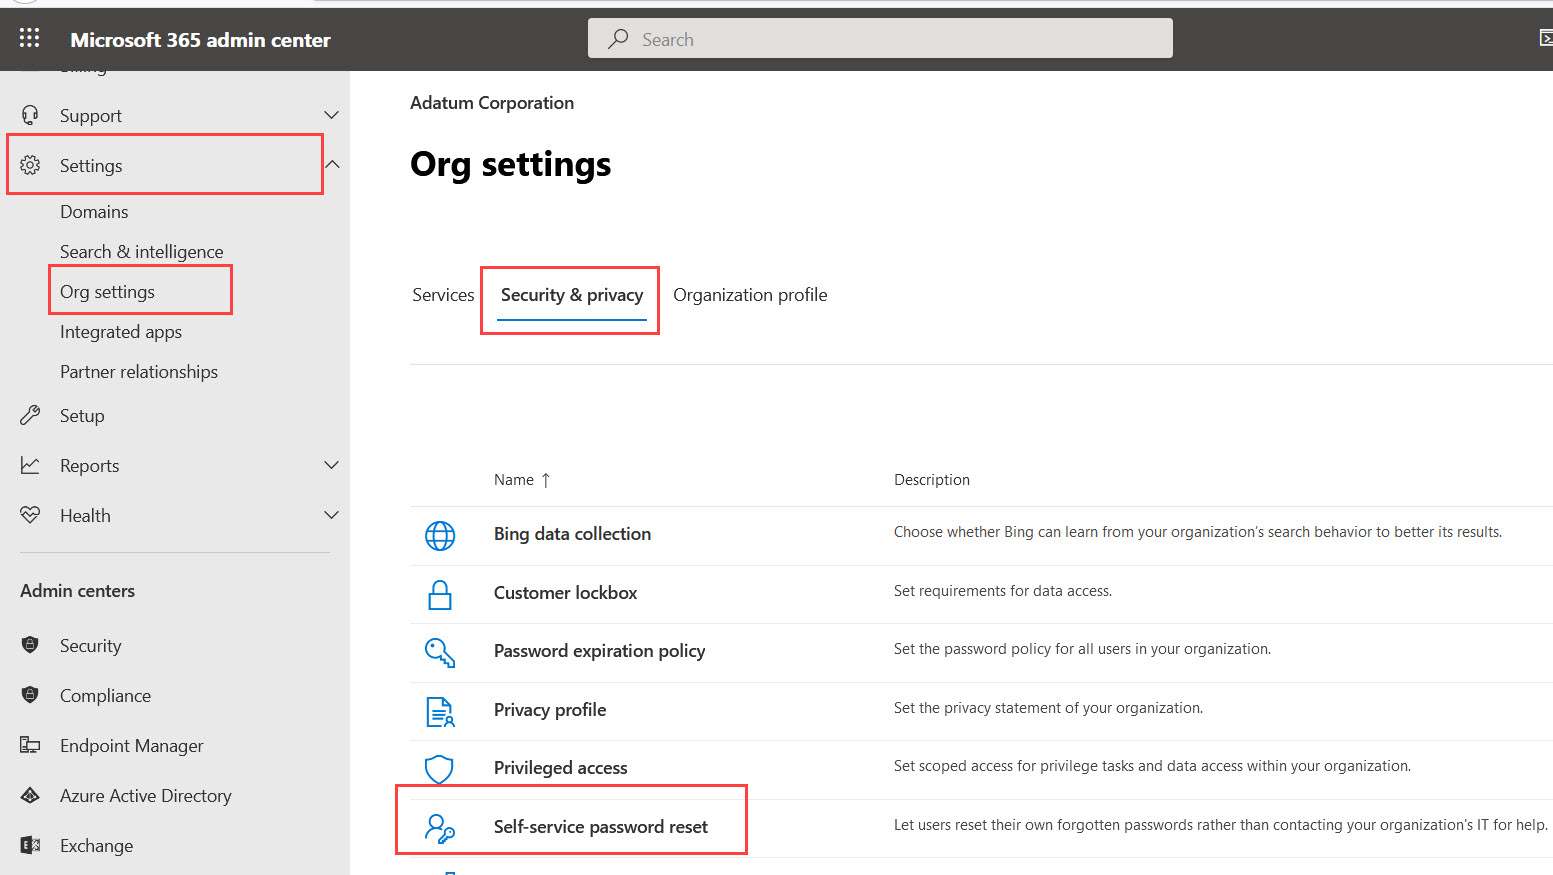 Microsoft 365 admin center
Search
Billing
Support
Settings
Domains
Search & intelligence
Org settings
Integrated apps
Partner relationships
Setup
Reports
Health
Admin centers
Security
Compliance
Endpoint Manager
Azure Active Directory
Exchange
Adatum Corporation
Org settings
Services Security & privacy Organization profile
Name ↑ Description
Bing data collection Choose whether Bing can learn from your organization's search behavior to better its results.
Customer lockbox Set requirements for data access.
Password expiration policy Set the password policy for all users in your organization.
Privacy profile Set the privacy statement of your organization.
Privileged access Set scoped access for privilege tasks and data access within your organization.
Self-service password reset Let users reset their own forgotten passwords rather than contacting your organization's IT for help.